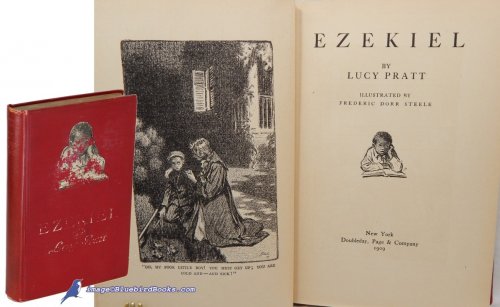 EZEKIEL
BY
Lucy Pratt
"OH, MY POOR LITTLE BOY! YOU MUST GET UP; YOU ARE
COLD AND—AND SICK!"
EZEKIEL
BY
LUCY PRATT
ILLUSTRATED BY
FREDERIC DORR STEELE
New York
Doubleday, Page & Company
1909
Image©BluebirdBooks.com